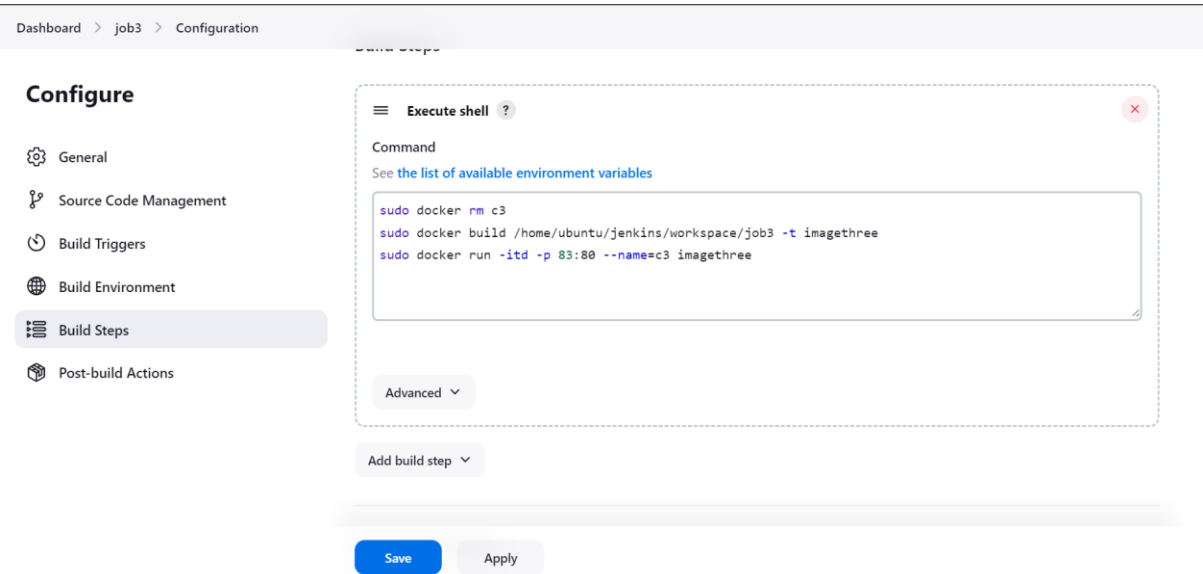 Dashboard > job3 > Configuration
Build Steps
Configure
Execute shell ?
Command
General
See the list of available environment variables
Source Code Management
sudo docker rm c3
sudo docker build /home/ubuntu/jenkins/workspace/job3 -t imagethree
Build Triggers
sudo docker run -itd -p 83:80 --name=c3 imagethree
Build Environment
Build Steps
Post-build Actions
Advanced
Add build step
Save
Apply